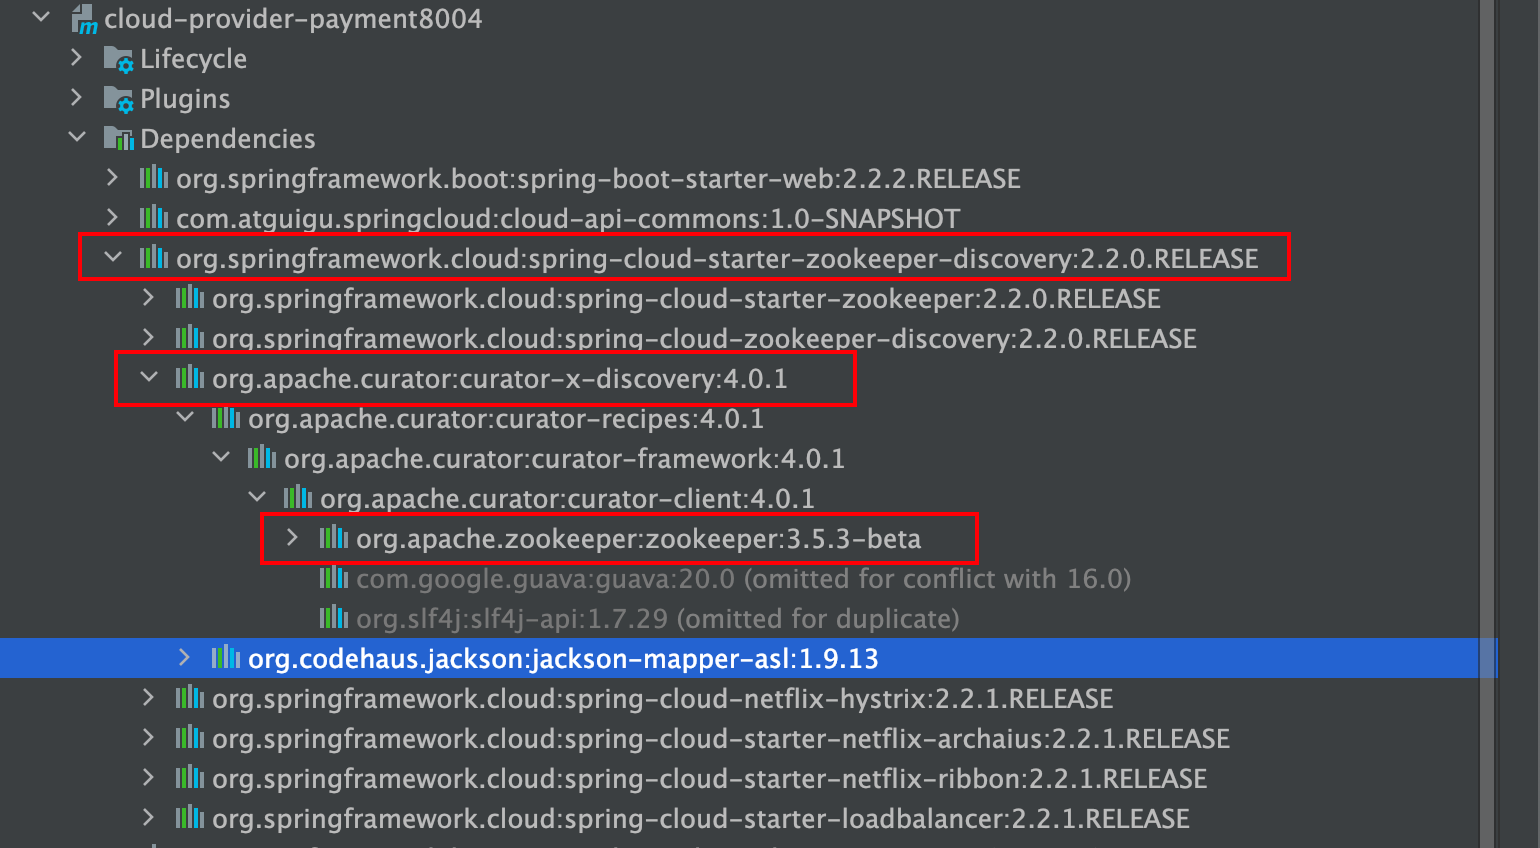 cloud-provider-payment8004
Lifecycle
Plugins
Dependencies
org.springframework.boot:spring-boot-starter-web:2.2.2.RELEASE
com.atguigu.springcloud:cloud-api-commons:1.0-SNAPSHOT
org.springframework.cloud:spring-cloud-starter-zookeeper-discovery:2.2.0.RELEASE
org.springframework.cloud:spring-cloud-starter-zookeeper:2.2.0.RELEASE
org.springframework.cloud:spring-cloud-zookeeper-discovery:2.2.0.RELEASE
org.apache.curator:curator-x-discovery:4.0.1
org.apache.curator:curator-recipes:4.0.1
org.apache.curator:curator-framework:4.0.1
org.apache.curator:curator-client:4.0.1
org.apache.zookeeper:zookeeper:3.5.3-beta
com.google.guava:guava:20.0 (omitted for conflict with 16.0)
org.slf4j:slf4j-api:1.7.29 (omitted for duplicate)
org.codehaus.jackson:jackson-mapper-asl:1.9.13
org.springframework.cloud:spring-cloud-netflix-hystrix:2.2.1.RELEASE
org.springframework.cloud:spring-cloud-starter-netflix-archaius:2.2.1.RELEASE
org.springframework.cloud:spring-cloud-starter-netflix-ribbon:2.2.1.RELEASE
org.springframework.cloud:spring-cloud-starter-loadbalancer:2.2.1.RELEASE